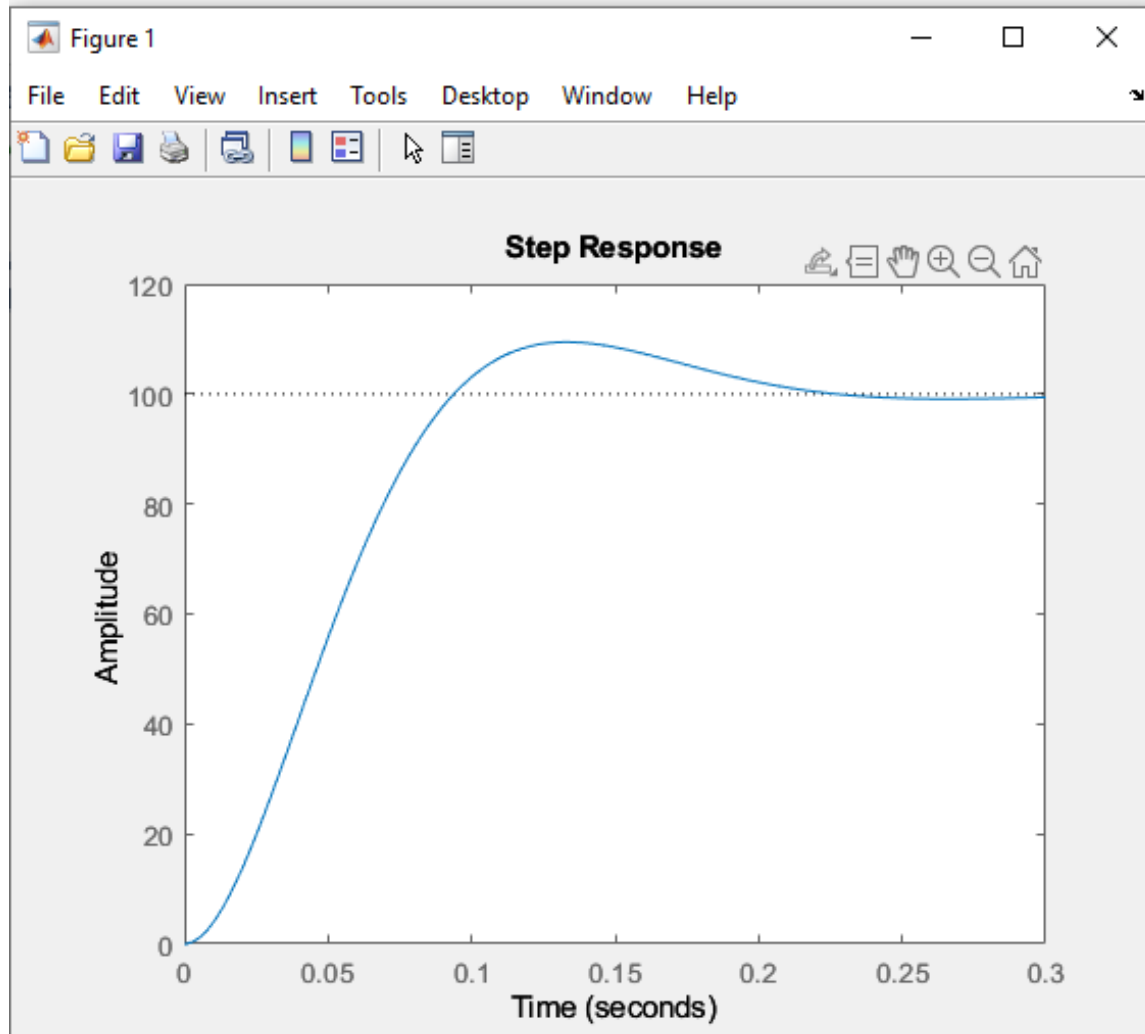 Figure 1
File Edit View Insert Tools Desktop Window Help
Step Response
120
100
80
60
40
20
0
Amplitude
0 0.05 0.1 0.15 0.2 0.25 0.3
Time (seconds)